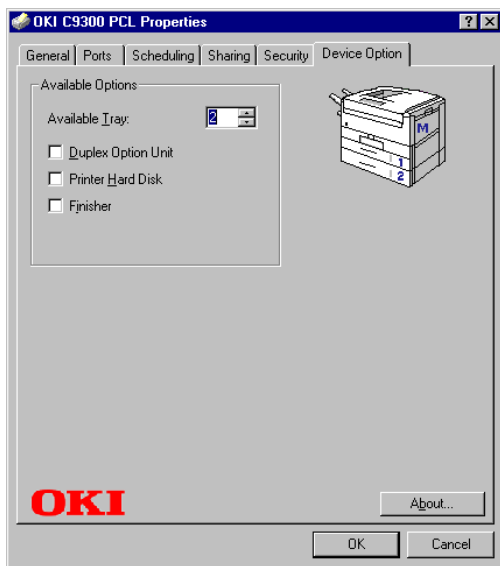 OKI C9300 PCL Properties
General Ports Scheduling Sharing Security Device Option
Available Options
Available Tray: 2
Duplex Option Unit
Printer Hard Disk
Finisher
M
1
2
OKI
About...
OK Cancel